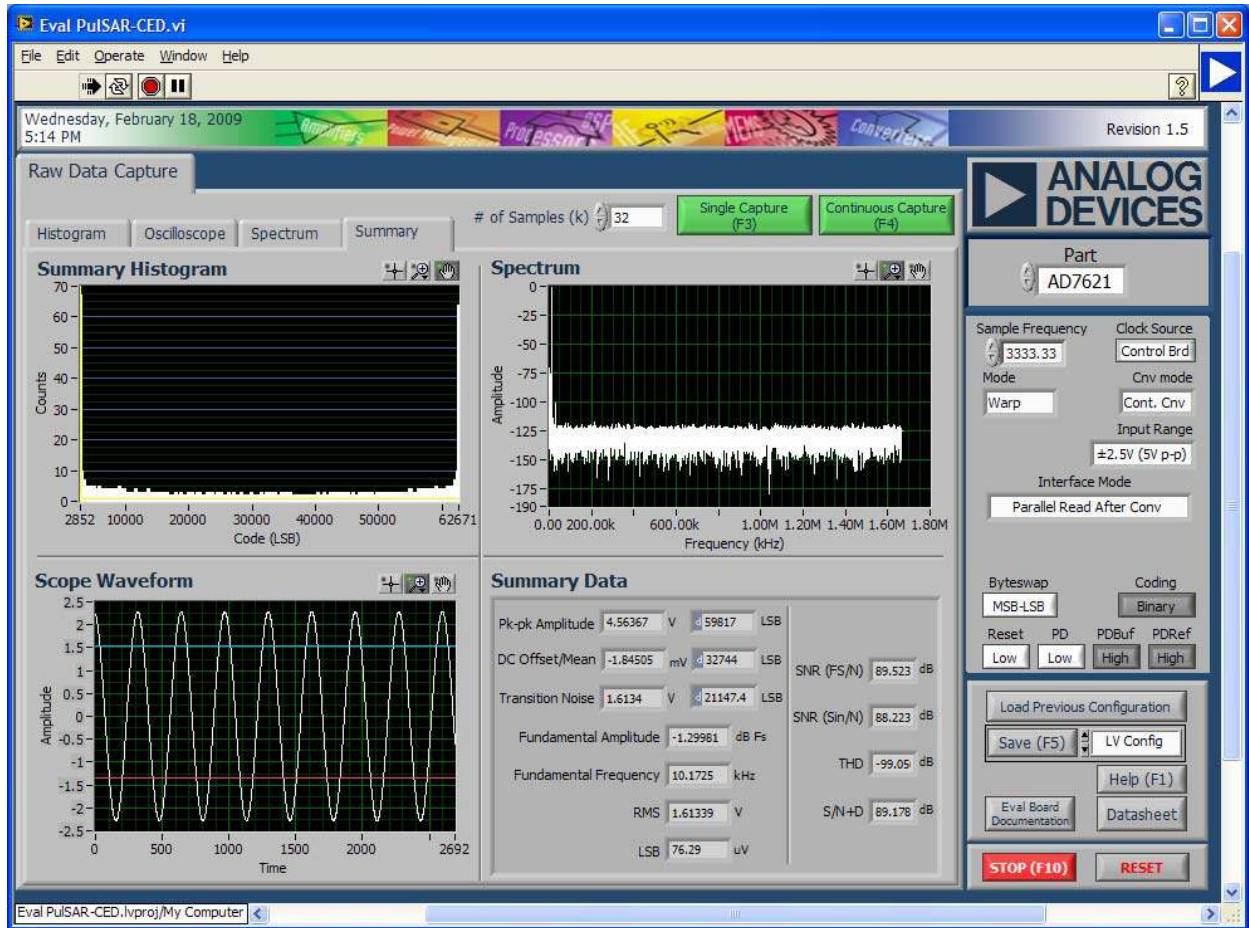 Eval PulSAR-CED.vi
File Edit Operate Window Help
Wednesday, February 18, 2009
5:14 PM
Amplifiers Power Management Processors DSP MEMS Converters
Revision 1.5
Raw Data Capture
# of Samples (k) 32
Single Capture
(F3)
Continuous Capture
(F4)
Histogram Oscilloscope Spectrum Summary
Summary Histogram
70
60
50
40
30
20
10
0
Counts
2852 10000 20000 30000 40000 50000 62671
Code (LSB)
Spectrum
0
-25
-50
-75
-100
-125
-150
-175
-190
Amplitude
0.00 200.00k 600.00k 1.00M 1.20M 1.40M 1.60M 1.80M
Frequency (kHz)
Scope Waveform
2.5
2
1.5
1
0.5
0
-0.5
-1
-1.5
-2
-2.5
Amplitude
0 500 1000 1500 2000 2692
Time
Summary Data
Pk-pk Amplitude 4.56367 V d 59817 LSB
DC Offset/Mean -1.84505 mV d 32744 LSB
Transition Noise 1.6134 V d 21147.4 LSB
Fundamental Amplitude -1.29981 dB Fs
Fundamental Frequency 10.1725 kHz
RMS 1.61339 V
LSB 76.29 uV
SNR (FS/N) 89.523 dB
SNR (Sin/N) 88.223 dB
THD -99.05 dB
S/N+D 89.178 dB
ANALOG
DEVICES
Part
AD7621
Sample Frequency Clock Source
3333.33 Control Brd
Mode Cnv mode
Warp Cont. Cnv
Input Range
±2.5V (5V p-p)
Interface Mode
Parallel Read After Conv
Byteswap Coding
MSB-LSB Binary
Reset PD PDBuf PDRef
Low Low High High
Load Previous Configuration
Save (F5) LV Config
Help (F1)
Eval Board
Documentation
Datasheet
STOP (F10) RESET
Eval PulSAR-CED.lvproj/My Computer